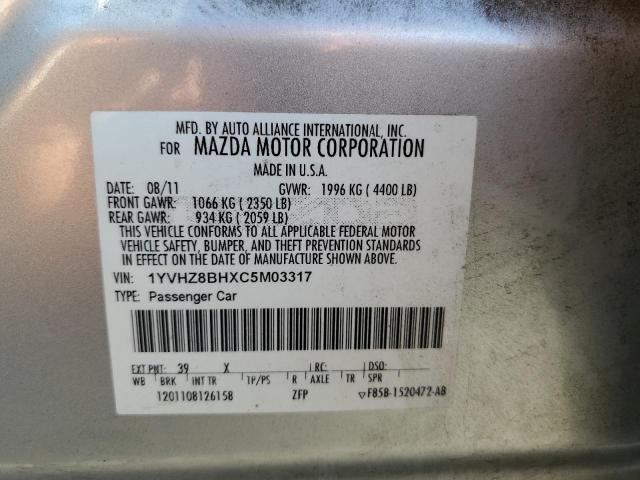 MFD. BY AUTO ALLIANCE INTERNATIONAL, INC.
FOR MAZDA MOTOR CORPORATION
MADE IN U.S.A.
DATE: 08/11 GVWR: 1996 KG ( 4400 LB)
FRONT GAWR: 1066 KG ( 2350 LB)
REAR GAWR: 934 KG ( 2059 LB)
THIS VEHICLE CONFORMS TO ALL APPLICABLE FEDERAL MOTOR
VEHICLE SAFETY, BUMPER, AND THEFT PREVENTION STANDARDS
IN EFFECT ON THE DATE OF MANUFACTURE SHOWN ABOVE.
VIN: 1YVHZ8BHXC5M03317
TYPE: Passenger Car
EXT PNT: 39 X RC: DSO:
WB BRK INT TR TP/PS R AXLE TR SPR
1201108126158 ZFP ▽F85B-1520472-AB